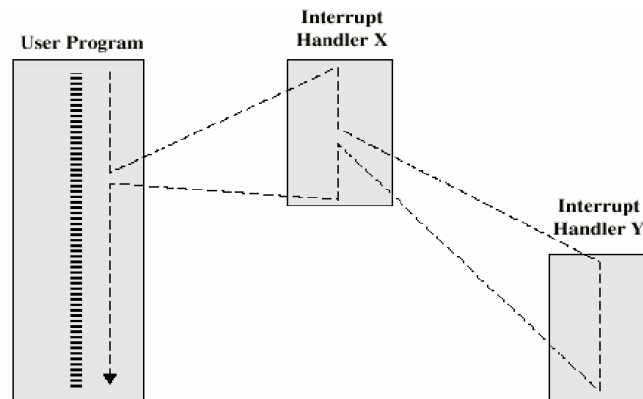 User Program
Interrupt
Handler X
Interrupt
Handler Y